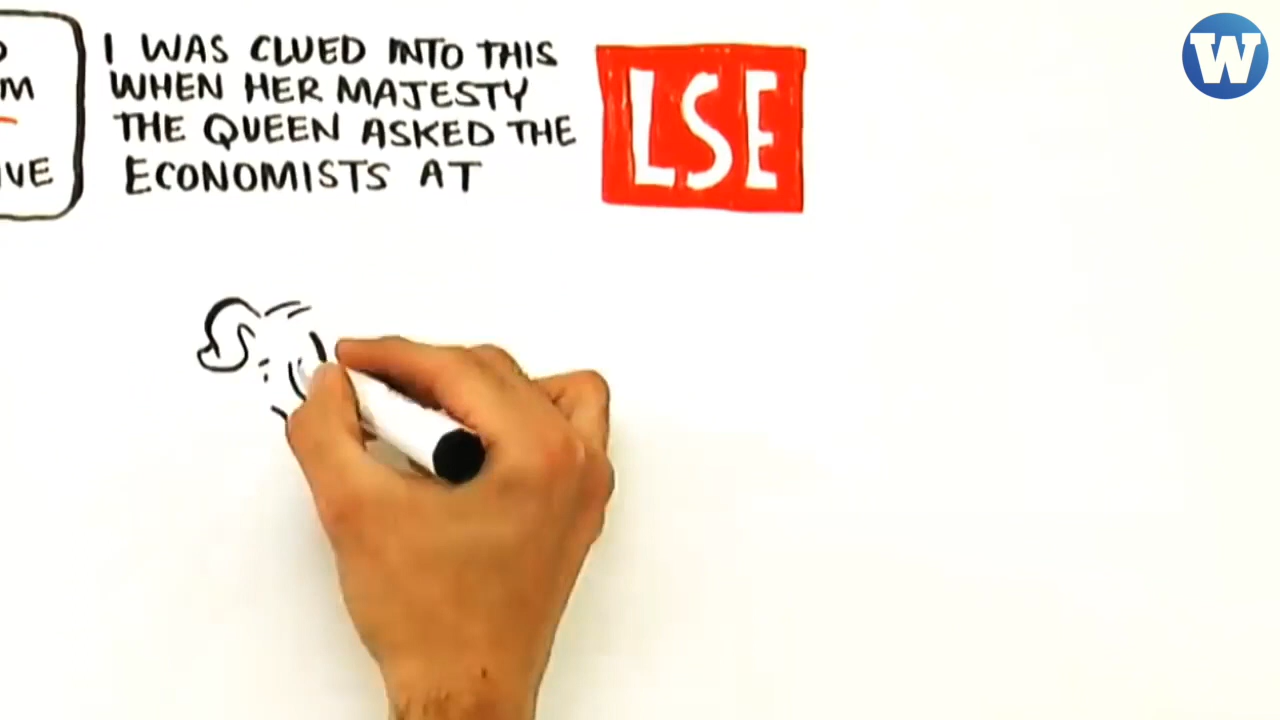 I WAS CLUED INTO THIS
WHEN HER MAJESTY
THE QUEEN ASKED THE
ECONOMISTS AT
LSE
W